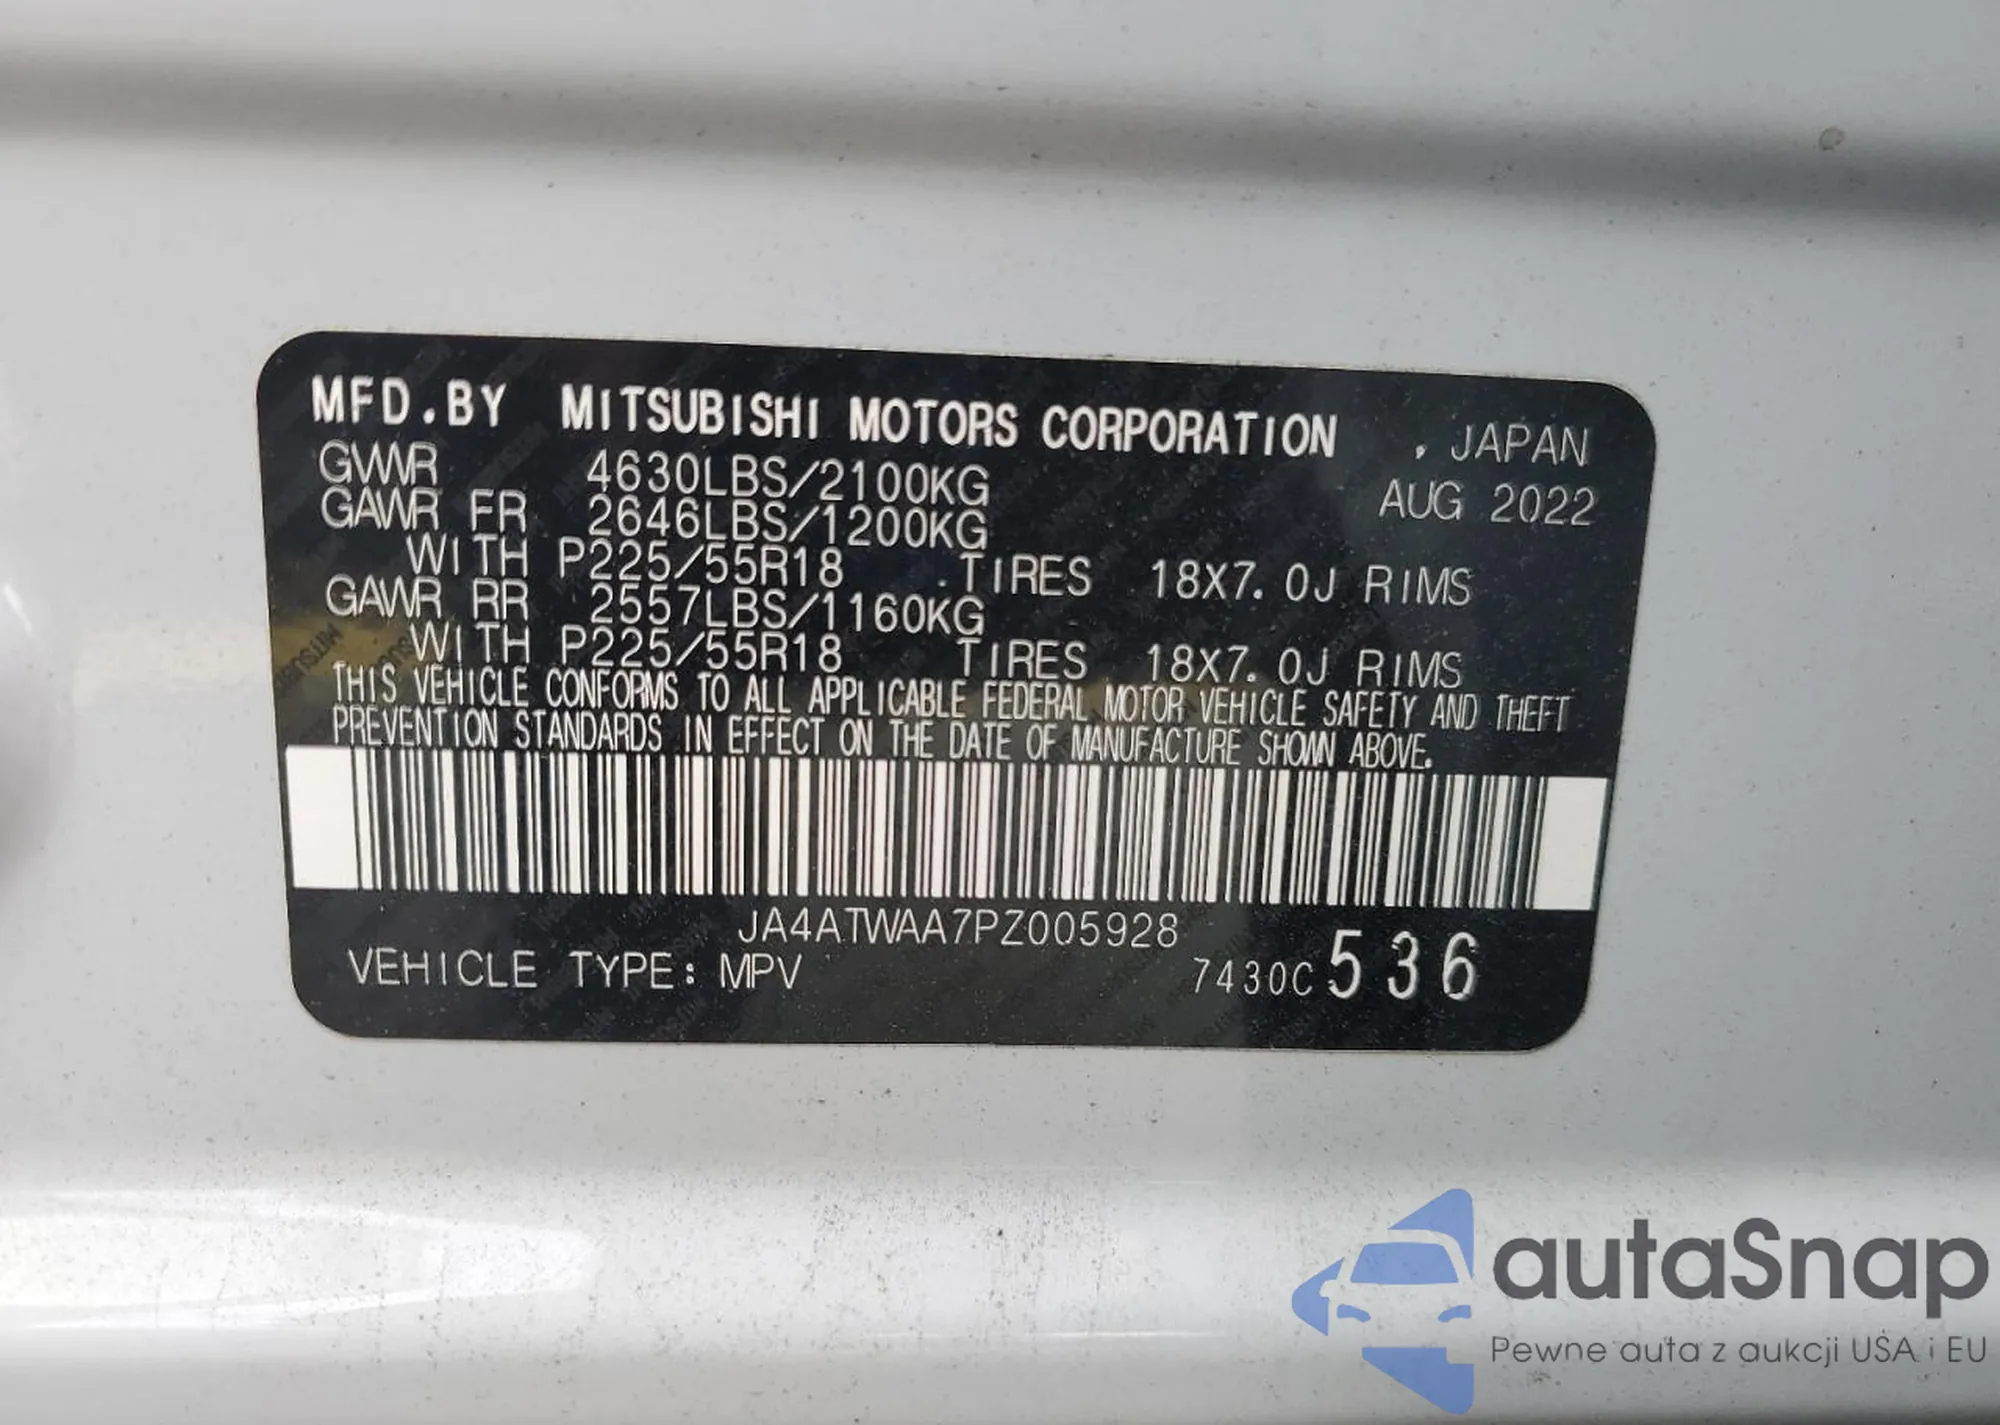 MFD.BY MITSUBISHI MOTORS CORPORATION . JAPAN
GVWR 4630LBS/2100KG AUG 2022
GAWR FR 2646LBS/1200KG
WITH P225/55R18 .TIRES 18X7.0J RIMS
GAWR RR 2557LBS/1160KG
WITH P225/55R18 TIRES 18X7.0J RIMS
THIS VEHICLE CONFORMS TO ALL APPLICABLE FEDERAL MOTOR VEHICLE SAFETY AND THEFT
PREVENTION STANDARDS IN EFFECT ON THE DATE OF MANUFACTURE SHOWN ABOVE.
JA4ATWAA7PZ005928
VEHICLE TYPE: MPV 7430C 536
autaSnap
Pewne auta z aukcji USA i EU